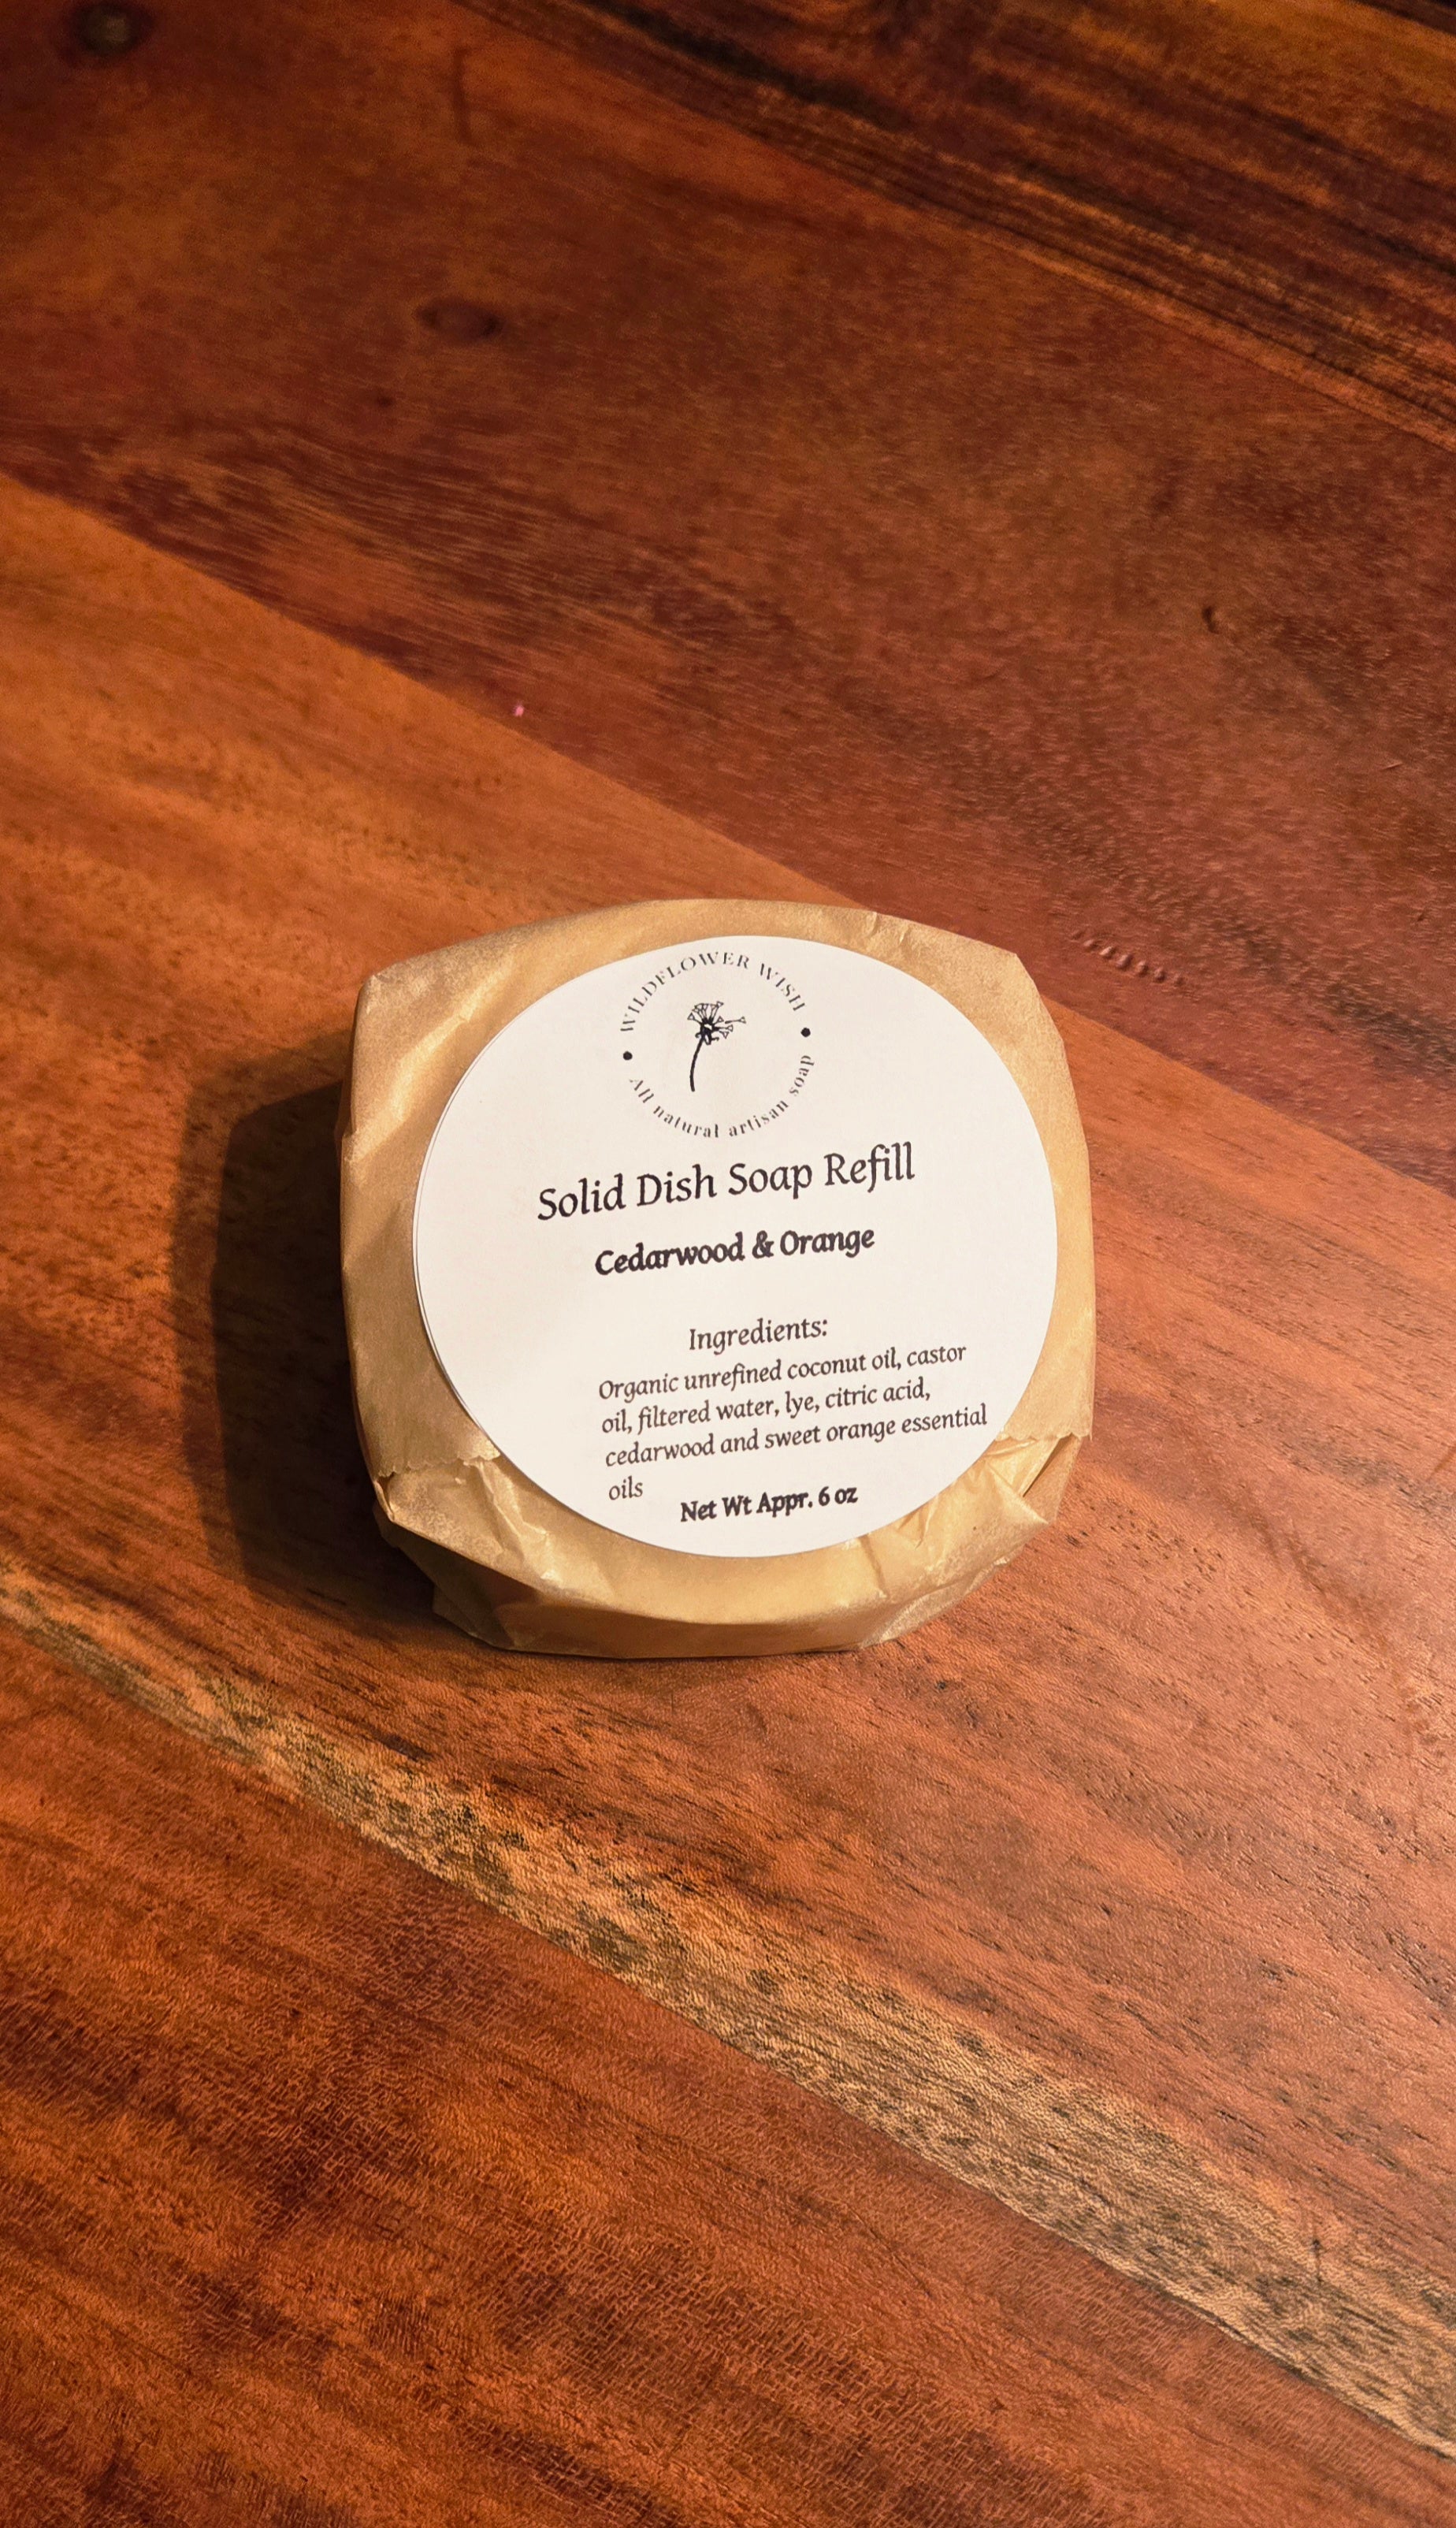 WILDFLOWER WISH
All natural artisan soap
Solid Dish Soap Refill
Cedarwood & Orange
Ingredients:
Organic unrefined coconut oil, castor
oil, filtered water, lye, citric acid,
cedarwood and sweet orange essential
oils
Net Wt Appr. 6 oz